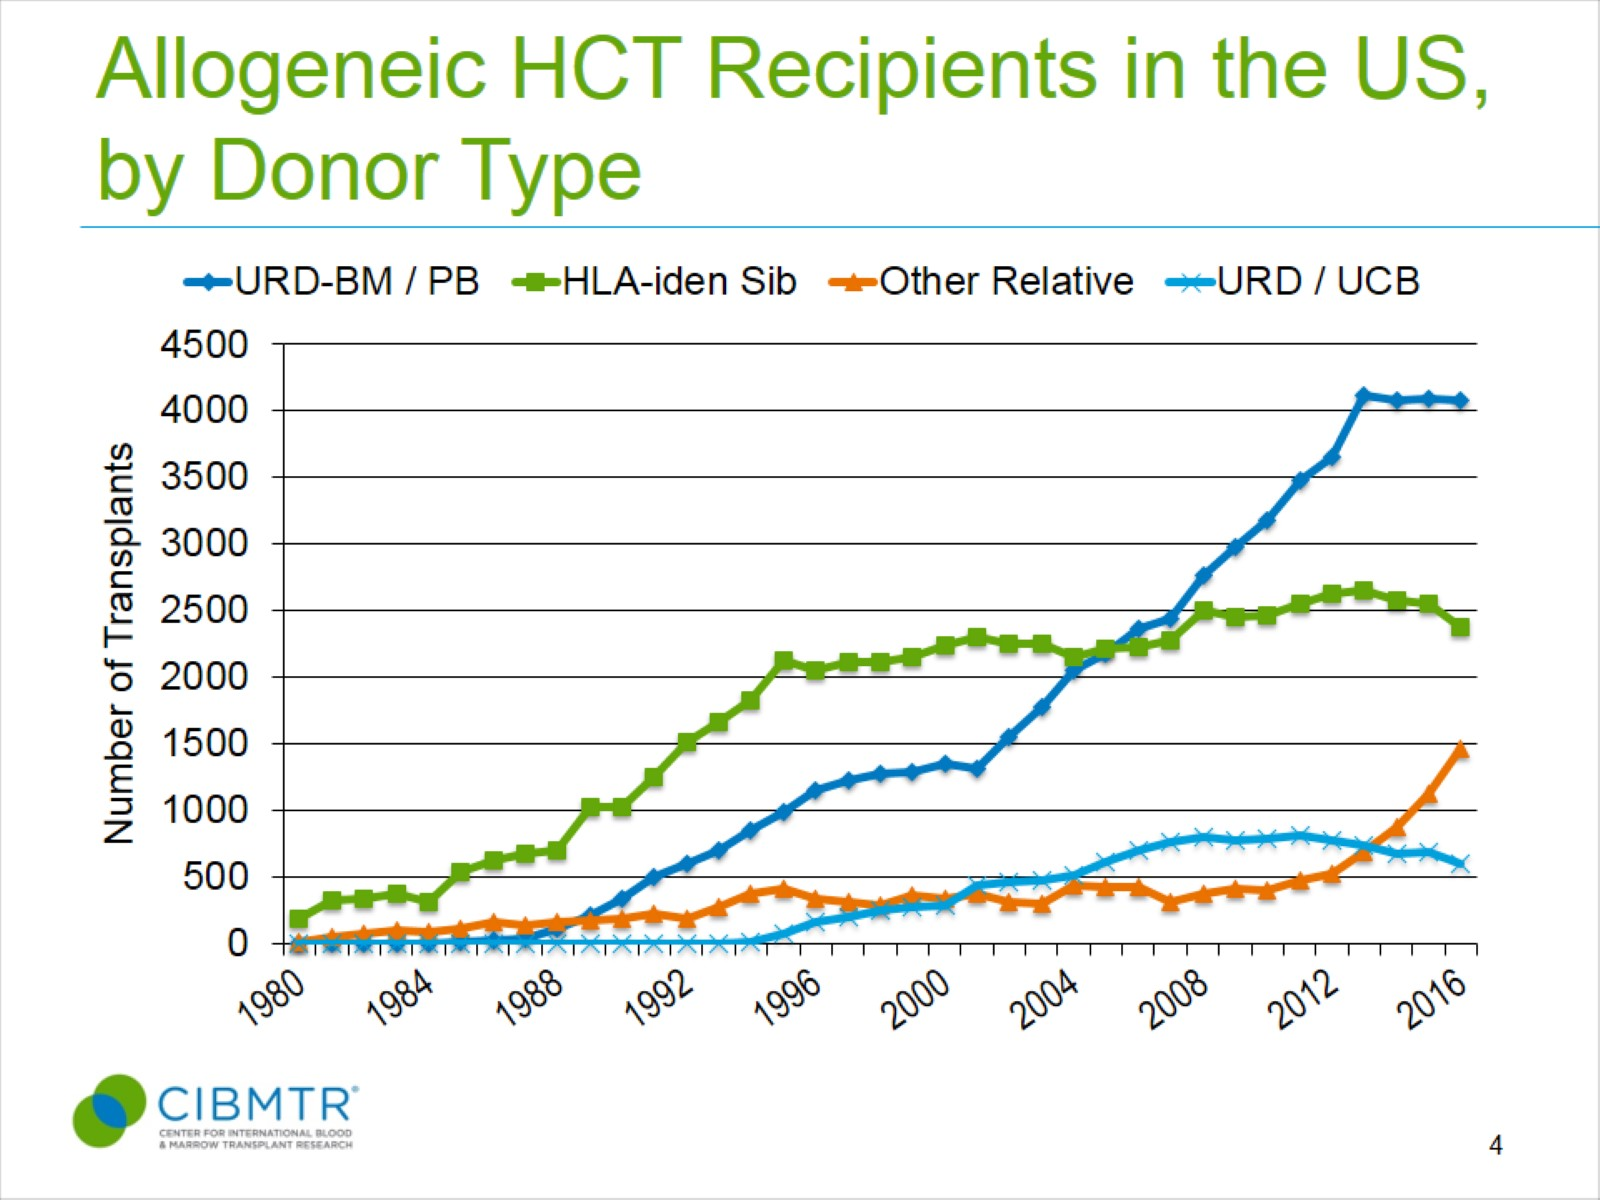 Allogeneic HCT Recipients in the US,
by Donor Type
URD-BM / PB HLA-iden Sib Other Relative URD / UCB
Number of Transplants
4500
4000
3500
3000
2500
2000
1500
1000
500
0
1980 1984 1988 1992 1996 2000 2004 2008 2012 2016
CIBMTR®
CENTER FOR INTERNATIONAL BLOOD
& MARROW TRANSPLANT RESEARCH
4